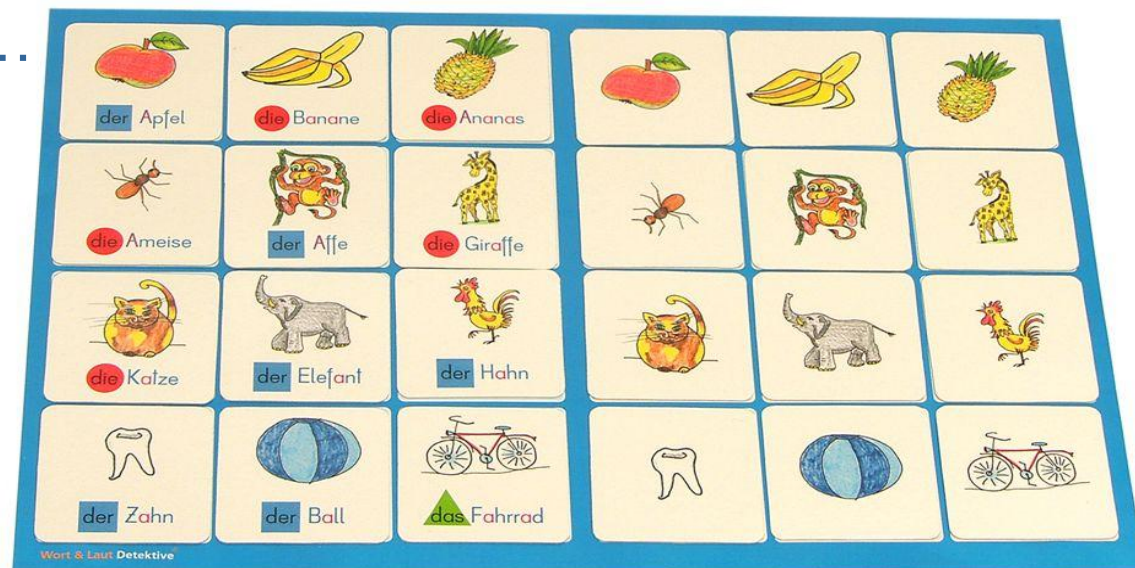 der Apfel
die Banane
die Ananas
die Ameise
der Affe
die Giraffe
die Katze
der Elefant
der Hahn
der Zahn
der Ball
das Fahrrad
Wort & Laut Detektive